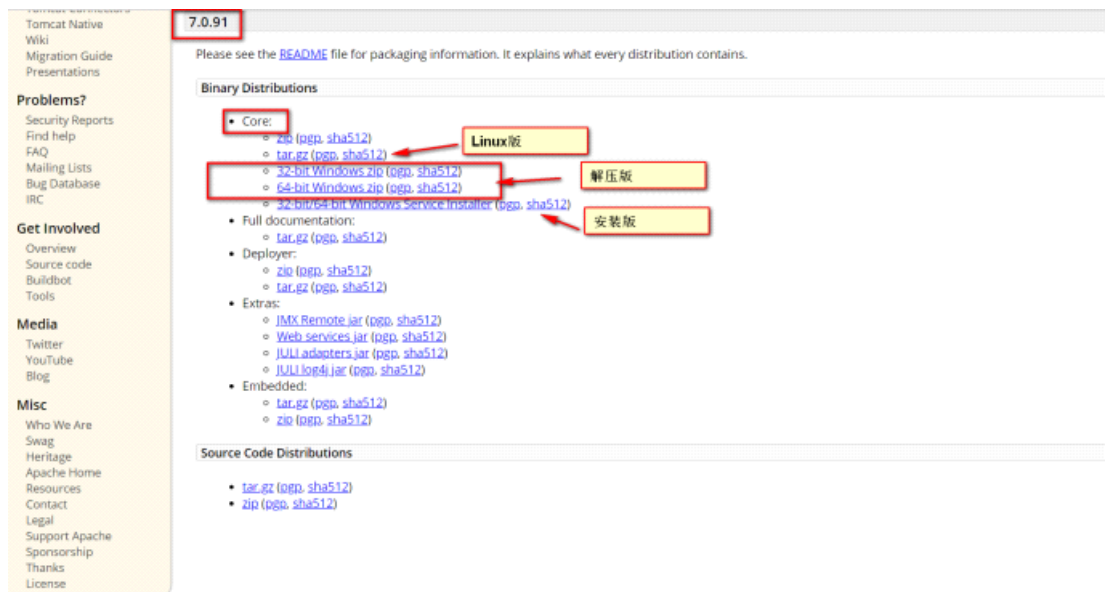 Tomcat Native
Wiki
Migration Guide
Presentations
Problems?
Security Reports
Find help
FAQ
Mailing Lists
Bug Database
IRC
Get Involved
Overview
Source code
Buildbot
Tools
Media
Twitter
YouTube
Blog
Misc
Who We Are
Swag
Heritage
Apache Home
Resources
Contact
Legal
Support Apache
Sponsorship
Thanks
License
7.0.91
Please see the README file for packaging information. It explains what every distribution contains.
Binary Distributions
Core:
zip (pgp, sha512)
tar.gz (pgp, sha512)
Linux版
32-bit Windows zip (pgp, sha512)
解压版
64-bit Windows zip (pgp, sha512)
32-bit/64-bit Windows Service Installer (pgp, sha512)
安装版
Full documentation:
tar.gz (pgp, sha512)
Deployer:
zip (pgp, sha512)
tar.gz (pgp, sha512)
Extras:
JMX Remote jar (pgp, sha512)
Web services jar (pgp, sha512)
JULI adapters jar (pgp, sha512)
JULI log4j jar (pgp, sha512)
Embedded:
tar.gz (pgp, sha512)
zip (pgp, sha512)
Source Code Distributions
tar.gz (pgp, sha512)
zip (pgp, sha512)